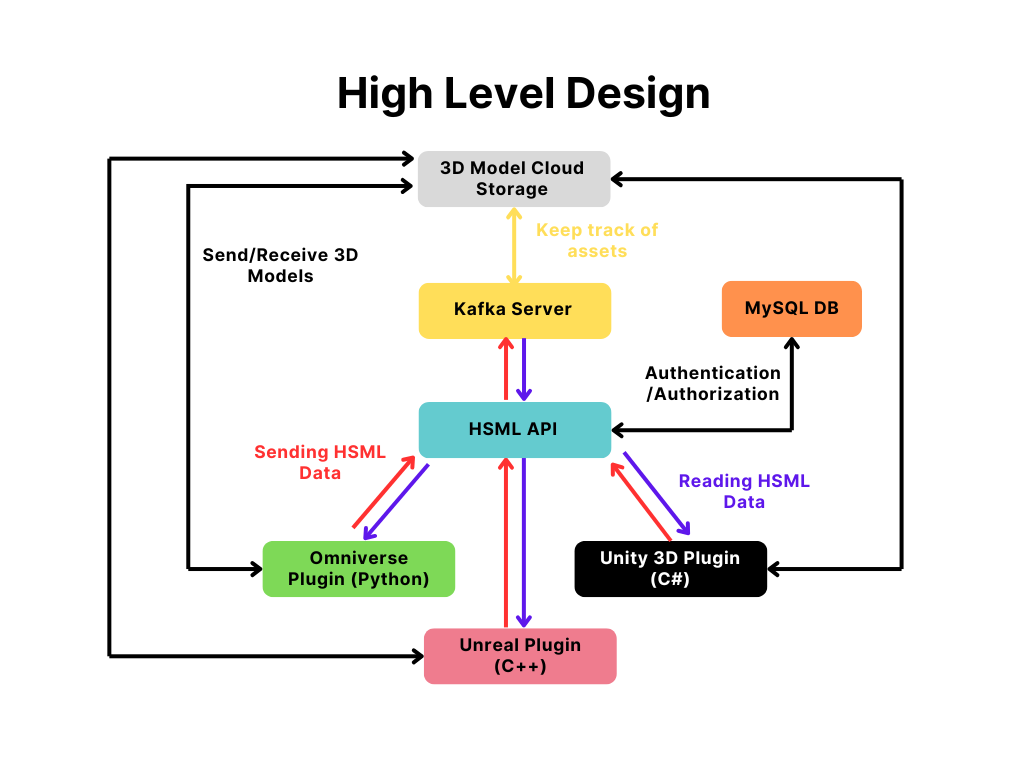 High Level Design
3D Model Cloud
Storage
Keep track of
assets
Send/Receive 3D
Models
Kafka Server
MySQL DB
Authentication
/Authorization
HSML API
Sending HSML
Data
Reading HSML
Data
Omniverse
Plugin (Python)
Unity 3D Plugin
(C#)
Unreal Plugin
(C++)